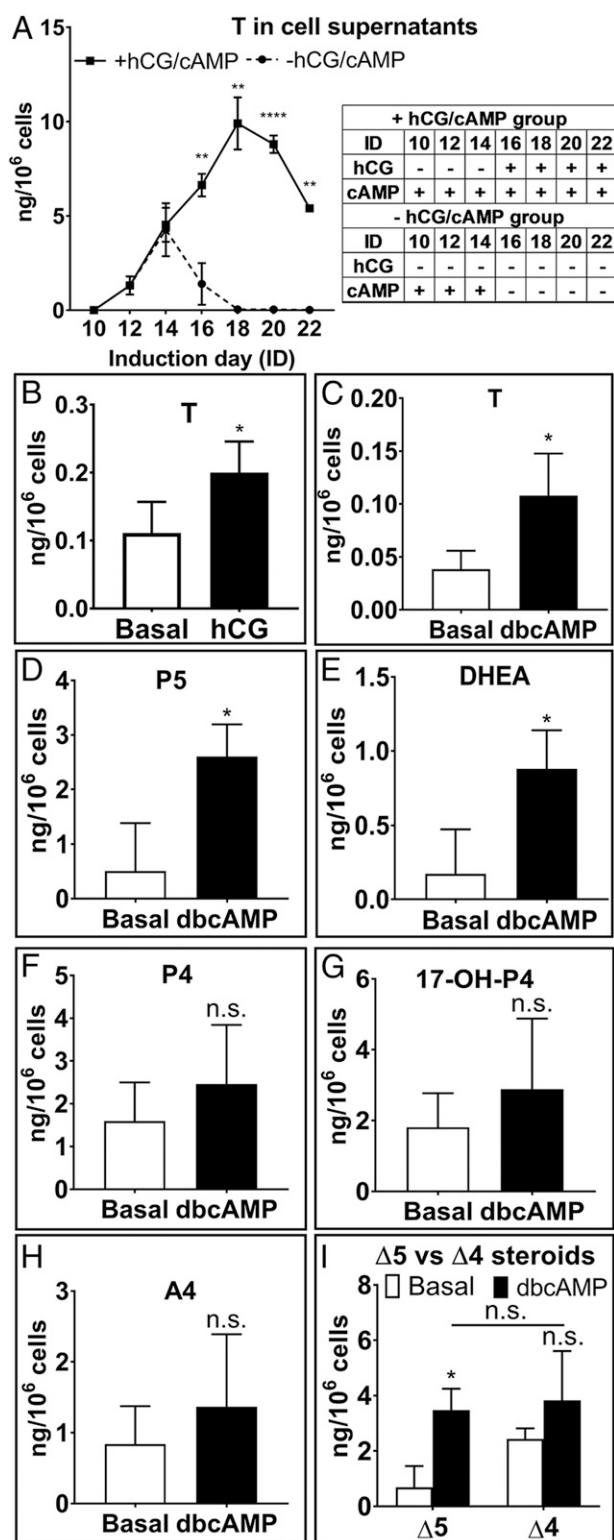 A
T in cell supernatants
+hCG/cAMP -hCG/cAMP
ng/10⁶ cells
15
10
5
0
** ** **** **
10 12 14 16 18 20 22
Induction day (ID)
+ hCG/cAMP group
ID 10 12 14 16 18 20 22
hCG - - - + + + +
cAMP + + + + + + +
- hCG/cAMP group
ID 10 12 14 16 18 20 22
hCG - - - - - - -
cAMP + + + - - - -
B
T
ng/10⁶ cells
0.3
0.2
0.1
0.0
*
Basal hCG
C
T
ng/10⁶ cells
0.20
0.15
0.10
0.05
0.00
*
Basal dbcAMP
D
P5
ng/10⁶ cells
4
3
2
1
0
*
Basal dbcAMP
E
DHEA
ng/10⁶ cells
1.5
1.0
0.5
0.0
*
Basal dbcAMP
F
P4
ng/10⁶ cells
5
4
3
2
1
0
n.s.
Basal dbcAMP
G
17-OH-P4
ng/10⁶ cells
6
4
2
0
n.s.
Basal dbcAMP
H
A4
ng/10⁶ cells
3
2
1
0
n.s.
Basal dbcAMP
I
Δ5 vs Δ4 steroids
Basal dbcAMP
ng/10⁶ cells
8
6
4
2
0
n.s.
* n.s.
Δ5 Δ4